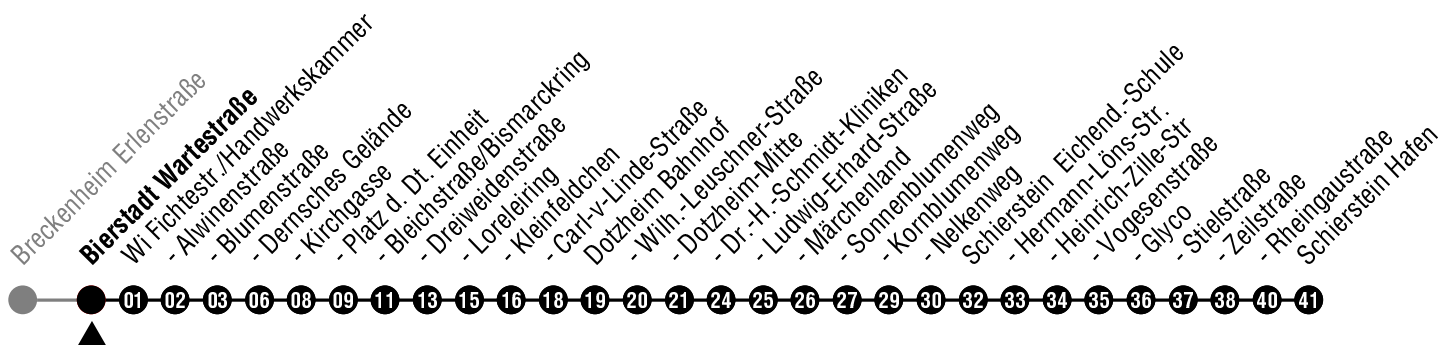 Breckenheim Erlenstraße
Bierstadt Wartestraße
Wi Fichtestr./Handwerkskammer
- Alwinenstraße
- Blumenstraße
- Dernsches Gelände
- Kirchgasse
- Platz d. Dt. Einheit
- Bleichstraße/Bismarckring
- Dreiweidenstraße
- Loreleiring
- Kleinfeldchen
- Carl-v-Linde-Straße
Dotzheim Bahnhof
- Wilh.-Leuschner-Straße
- Dotzheim-Mitte
- Dr.-H.-Schmidt-Kliniken
- Ludwig-Erhard-Straße
- Märchenland
- Sonnenblumenweg
- Kornblumenweg
- Nelkenweg
Schierstein Eichend.-Schule
- Hermann-Löns-Str.
- Heinrich-Zille-Str
- Vogesenstraße
- Glyco
- Stielstraße
- Zeilstraße
- Rheingaustraße
Schierstein Hafen
01 02 03 06 08 09 11 13 15 16 18 19 20 21 24 25 26 27 29 30 32 33 34 35 36 37 38 40 41